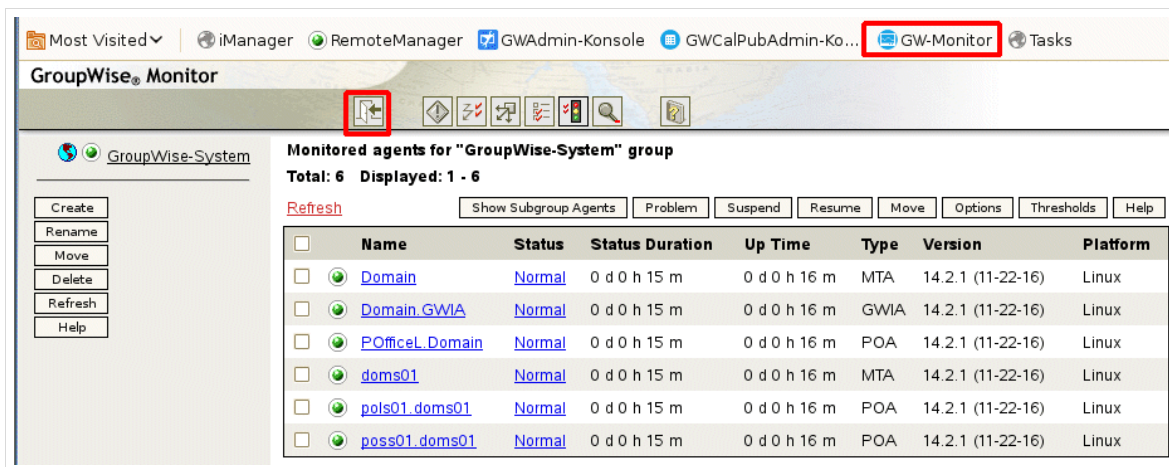 Most Visited iManager RemoteManager GWAdmin-Konsole GWCalPubAdmin-Ko... GW-Monitor Tasks
GroupWise® Monitor
GroupWise-System
Create
Rename
Move
Delete
Refresh
Help
Monitored agents for "GroupWise-System" group
Total: 6 Displayed: 1 - 6
Refresh Show Subgroup Agents Problem Suspend Resume Move Options Thresholds Help
Name Status Status Duration Up Time Type Version Platform
Domain Normal 0 d 0 h 15 m 0 d 0 h 16 m MTA 14.2.1 (11-22-16) Linux
Domain.GWIA Normal 0 d 0 h 15 m 0 d 0 h 16 m GWIA 14.2.1 (11-22-16) Linux
POfficeL.Domain Normal 0 d 0 h 15 m 0 d 0 h 16 m POA 14.2.1 (11-22-16) Linux
doms01 Normal 0 d 0 h 15 m 0 d 0 h 16 m MTA 14.2.1 (11-22-16) Linux
pols01.doms01 Normal 0 d 0 h 15 m 0 d 0 h 16 m POA 14.2.1 (11-22-16) Linux
poss01.doms01 Normal 0 d 0 h 15 m 0 d 0 h 16 m POA 14.2.1 (11-22-16) Linux